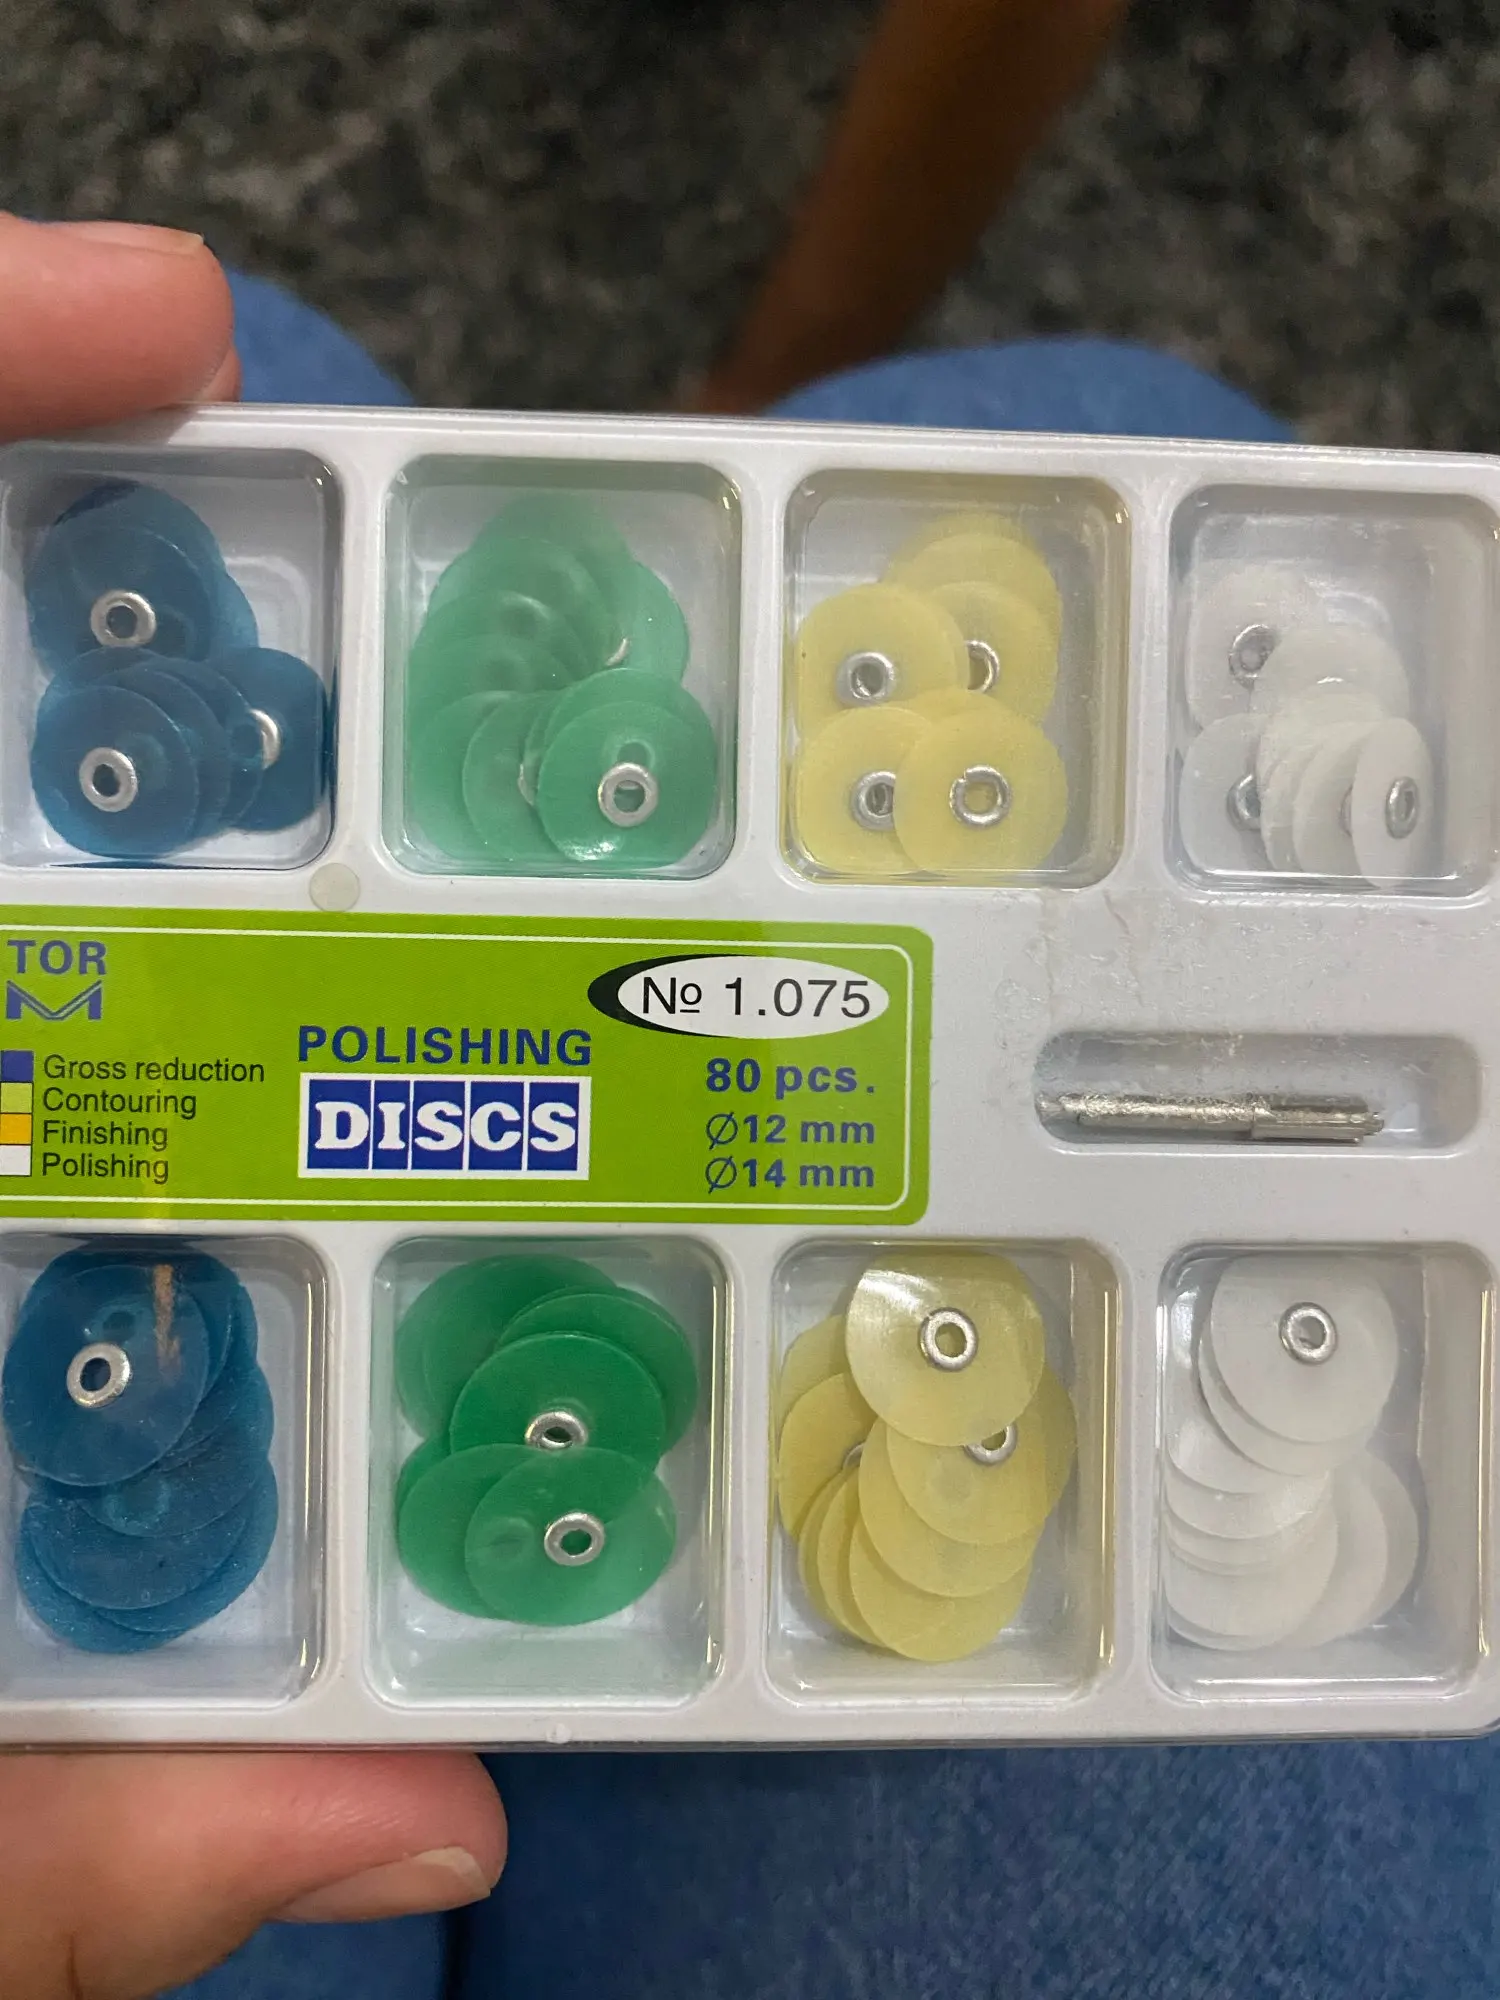 TOR
M
№ 1.075
POLISHING
DISCS
Gross reduction
Contouring
Finishing
Polishing
80 pcs.
Ø12 mm
Ø14 mm